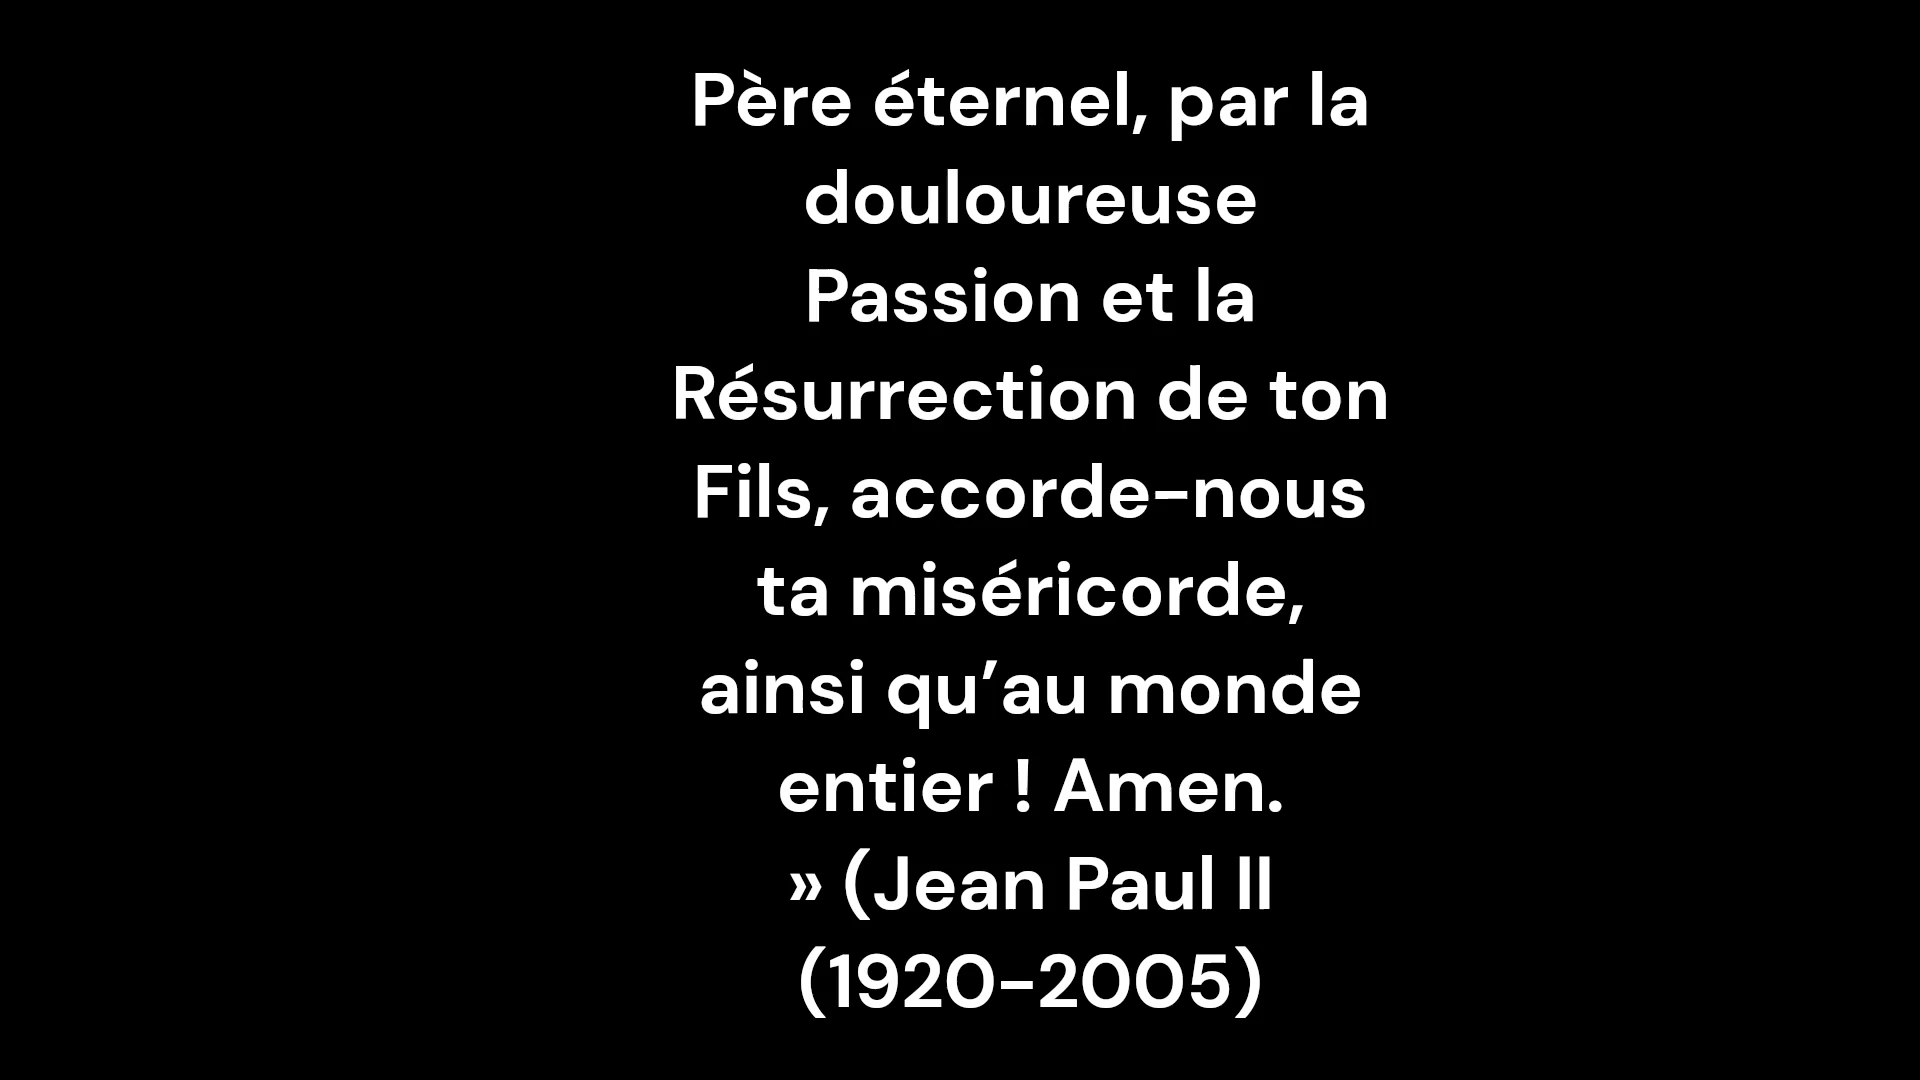 Père éternel, par la
douloureuse
Passion et la
Résurrection de ton
Fils, accorde-nous
ta miséricorde,
ainsi qu’au monde
entier ! Amen.
» (Jean Paul II
(1920-2005)